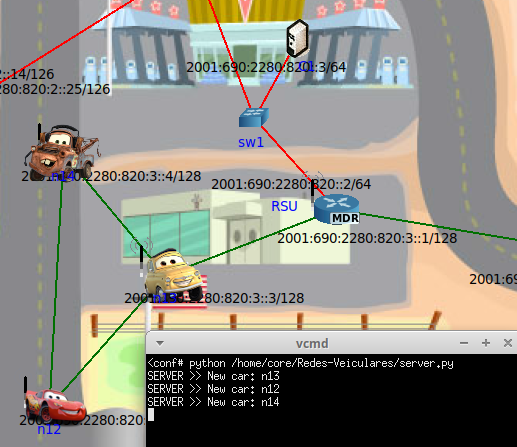 2::14/126
80:820:2::25/126
2001:690:2280:820::3/64
sw1
2001:690:2280:820::2/64
n14
2280:820:3::4/128
RSU
MDR
2001:690:2280:820:3::1/128
2001:69
2280:820:3::3/128
n12
vcmd
<conf# python /home/core/Redes-Veiculares/server.py
SERVER >> New car: n13
SERVER >> New car: n12
SERVER >> New car: n14